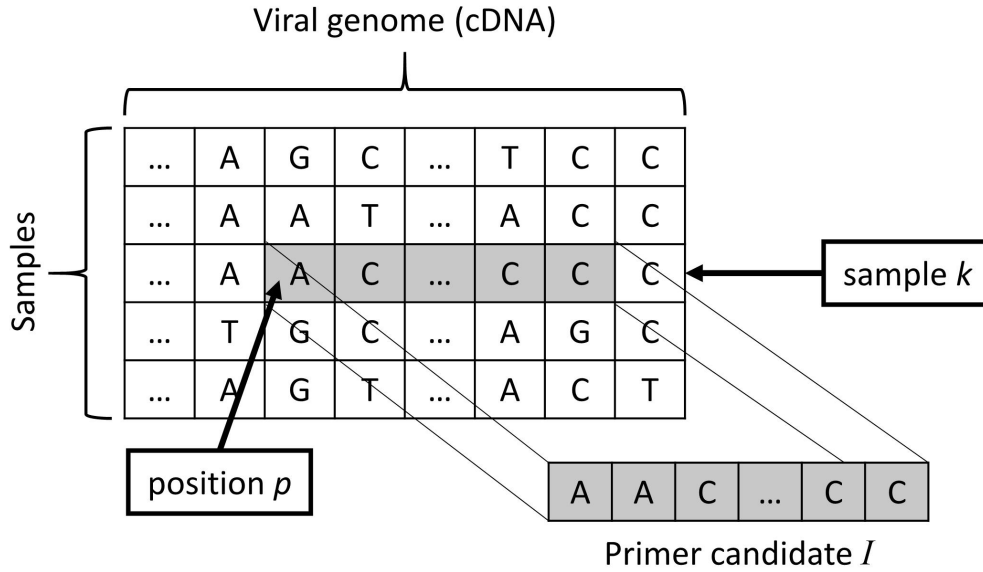 Viral genome (cDNA)
Samples
... A G C ... T C C
... A A T ... A C C
... A A C ... C C C
sample k
... T G C ... A G C
... A G T ... A C T
position p
A A C ... C C
Primer candidate I